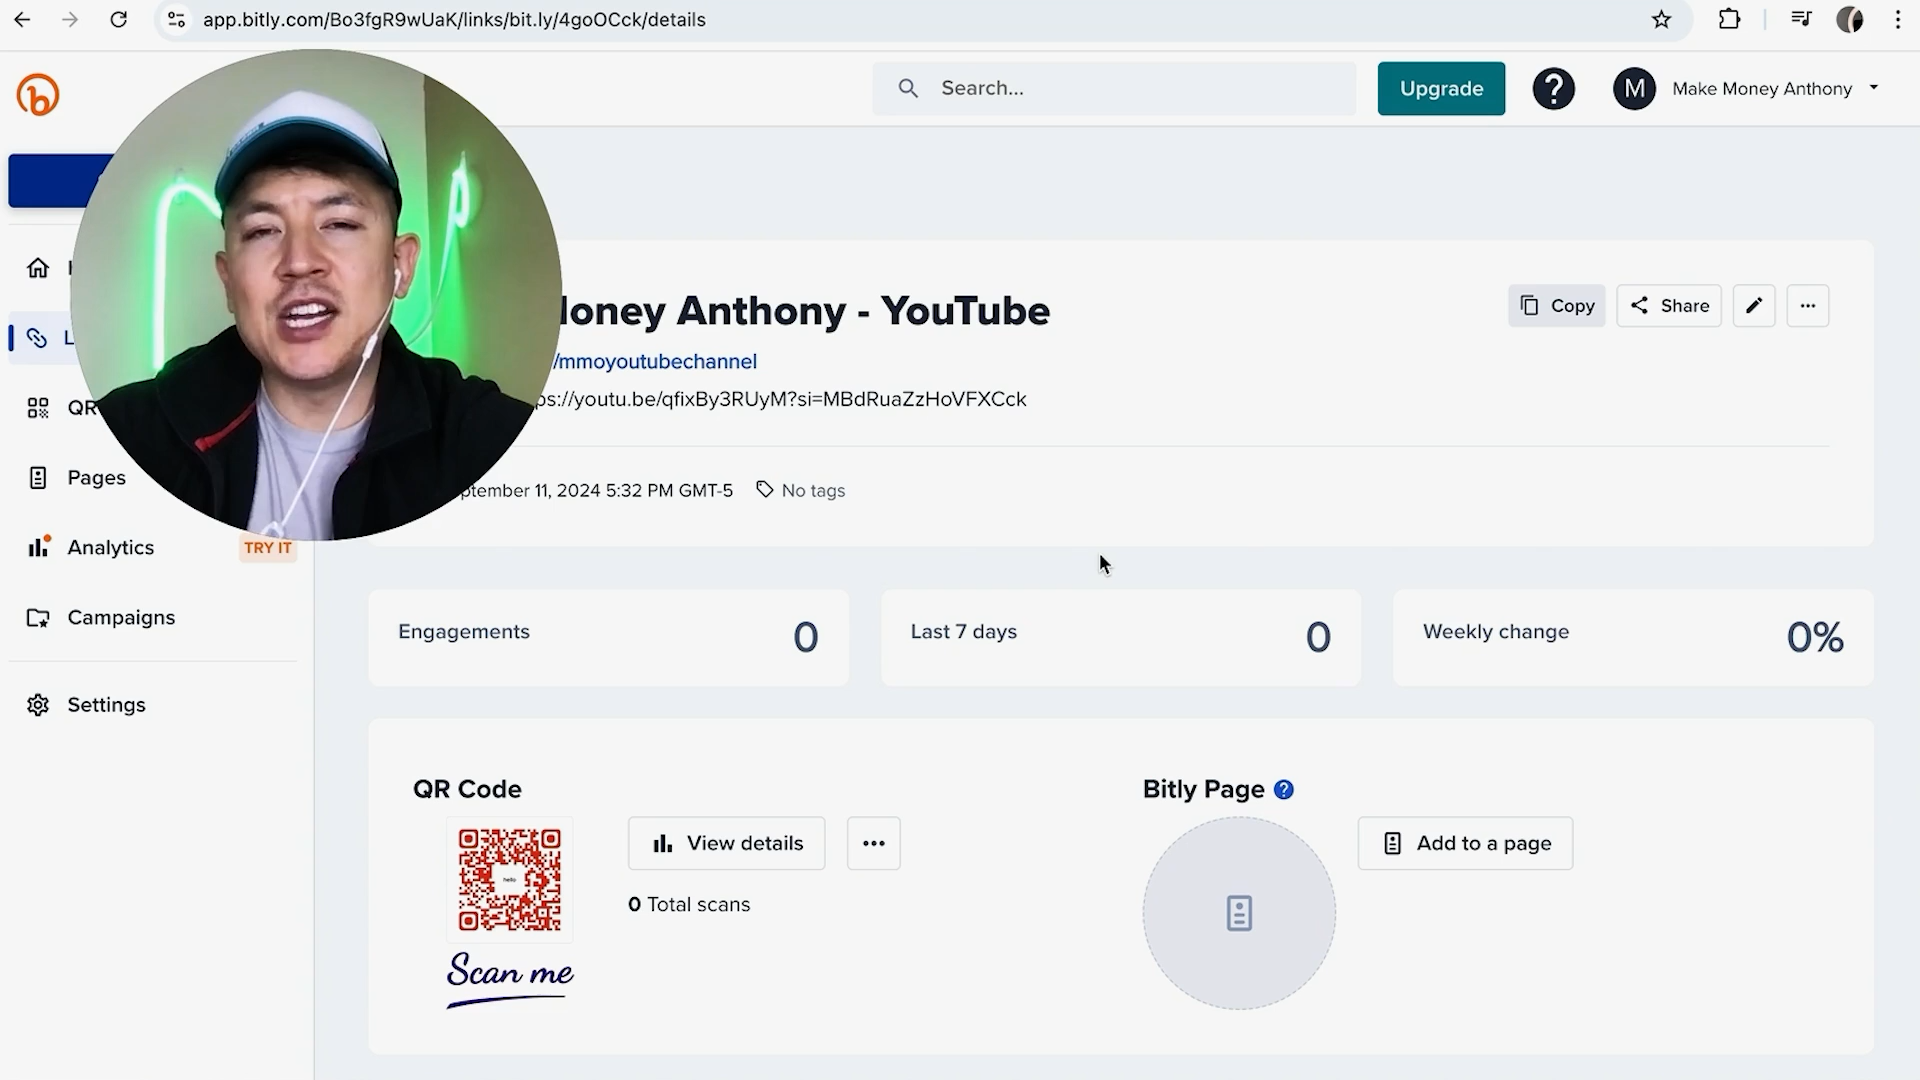 app.bitly.com/Bo3fgR9wUaK/links/bit.ly/4goOCck/details
Search...
Upgrade
?
M
Make Money Anthony
Money Anthony - YouTube
Copy
Share
/mmoyoutubechannel
ps://youtu.be/qfixBy3RUyM?si=MBdRuaZzHoVFXCck
QR
Pages
ptember 11, 2024 5:32 PM GMT-5
No tags
Analytics
TRY IT
Campaigns
Settings
Engagements
0
Last 7 days
0
Weekly change
0%
QR Code
View details
0 Total scans
hello
Scan me
Bitly Page ?
Add to a page